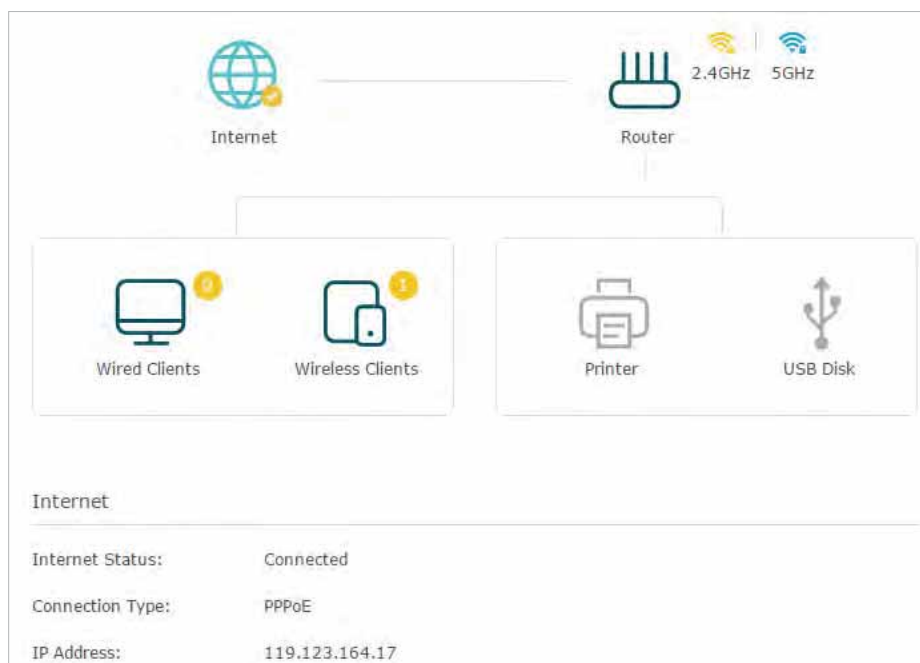 2.4GHz 5GHz
Internet Router
0 1
Wired Clients Wireless Clients Printer USB Disk
Internet
Internet Status: Connected
Connection Type: PPPoE
IP Address: 119.123.164.17